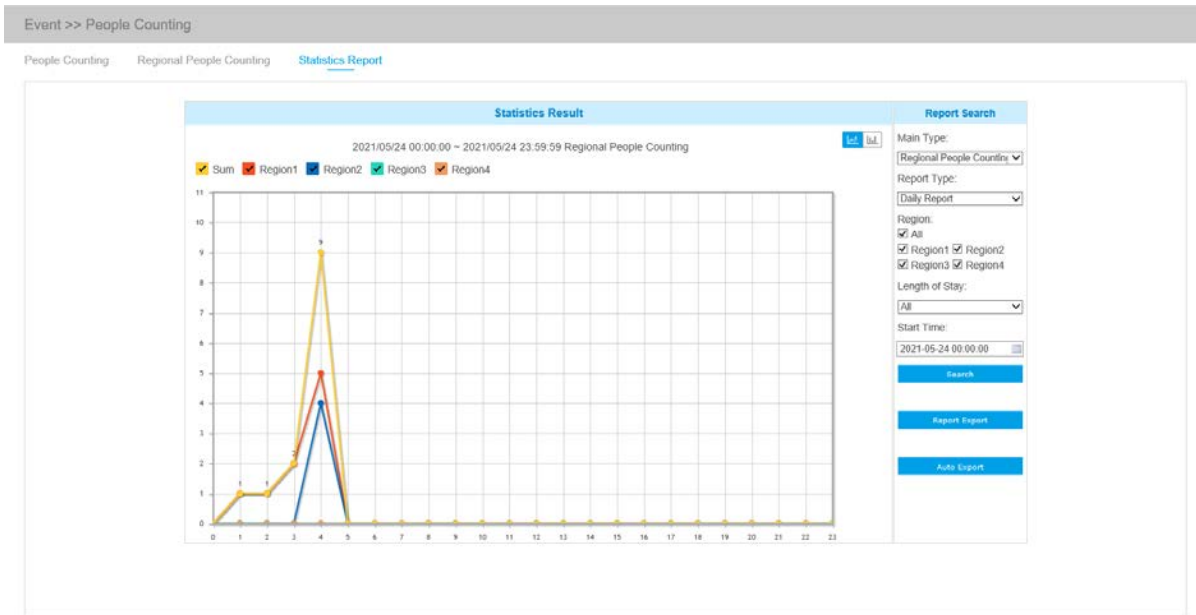 Event >> People Counting
People Counting Regional People Counting Statistics Report
Statistics Result
2021/05/24 00:00:00 ~ 2021/05/24 23:59:59 Regional People Counting
Sum Region1 Region2 Region3 Region4
11
10
9
9
8
7
6
5
4
3
2
2
1
1 1
0
0 1 2 3 4 5 6 7 8 9 10 11 12 13 14 15 16 17 18 19 20 21 22 23
Report Search
Main Type:
Regional People Counting
Report Type:
Daily Report
Region:
All
Region1 Region2
Region3 Region4
Length of Stay:
All
Start Time:
2021-05-24 00:00:00
Search
Report Export
Auto Export